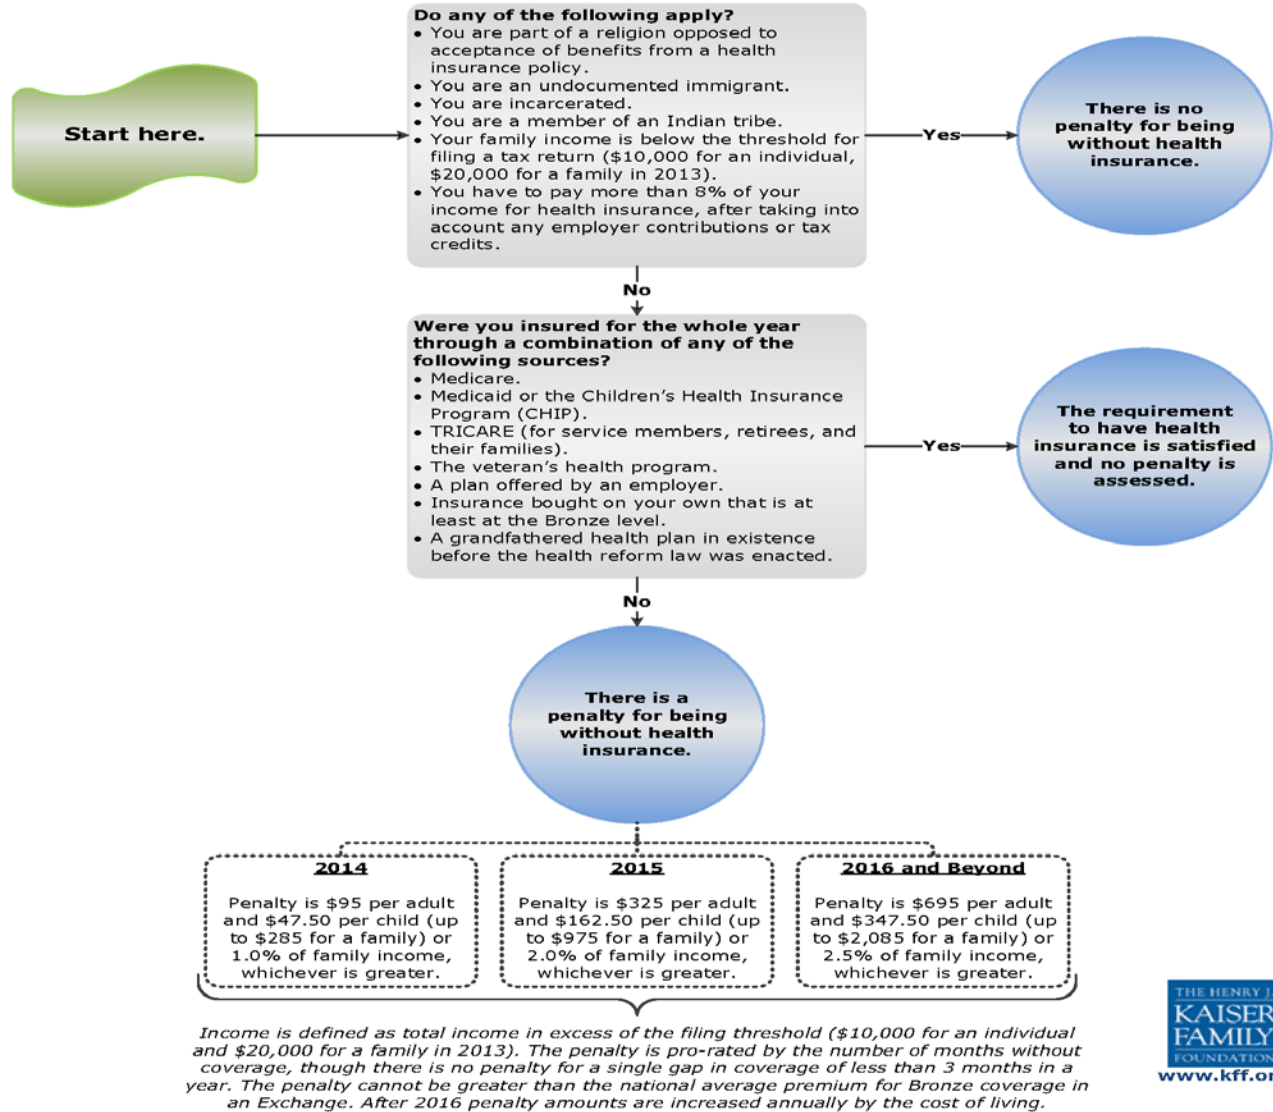 Start here.
Do any of the following apply?
• You are part of a religion opposed to
acceptance of benefits from a health
insurance policy.
• You are an undocumented immigrant.
• You are incarcerated.
• You are a member of an Indian tribe.
• Your family income is below the threshold for
filing a tax return ($10,000 for an individual,
$20,000 for a family in 2013).
• You have to pay more than 8% of your
income for health insurance, after taking into
account any employer contributions or tax
credits.
Yes
There is no
penalty for being
without health
insurance.
No
Were you insured for the whole year
through a combination of any of the
following sources?
• Medicare.
• Medicaid or the Children's Health Insurance
Program (CHIP).
• TRICARE (for service members, retirees, and
their families).
• The veteran's health program.
• A plan offered by an employer.
• Insurance bought on your own that is at
least at the Bronze level.
• A grandfathered health plan in existence
before the health reform law was enacted.
Yes
The requirement
to have health
insurance is satisfied
and no penalty is
assessed.
No
There is a
penalty for being
without health
insurance.
2014
Penalty is $95 per adult
and $47.50 per child (up
to $285 for a family) or
1.0% of family income,
whichever is greater.
2015
Penalty is $325 per adult
and $162.50 per child (up
to $975 for a family) or
2.0% of family income,
whichever is greater.
2016 and Beyond
Penalty is $695 per adult
and $347.50 per child (up
to $2,085 for a family) or
2.5% of family income,
whichever is greater.
Income is defined as total income in excess of the filing threshold ($10,000 for an individual
and $20,000 for a family in 2013). The penalty is pro-rated by the number of months without
coverage, though there is no penalty for a single gap in coverage of less than 3 months in a
year. The penalty cannot be greater than the national average premium for Bronze coverage in
an Exchange. After 2016 penalty amounts are increased annually by the cost of living.
THE HENRY J.
KAISER
FAMILY
FOUNDATION
www.kff.or